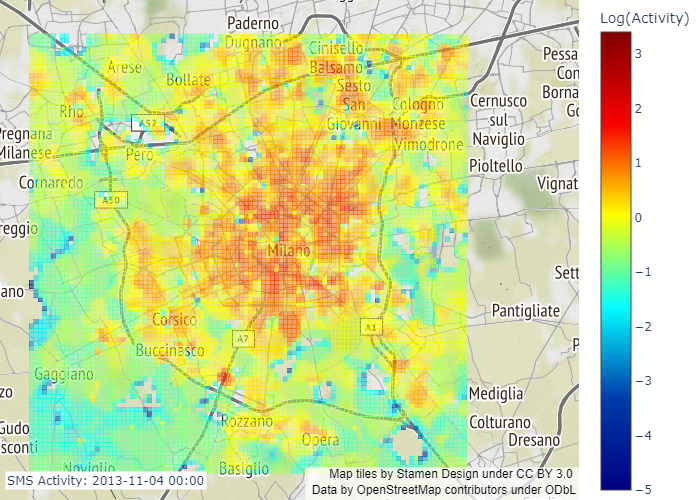 Log(Activity)
3
2
1
0
−1
−2
−3
−4
−5
Paderno
Dugnano
Cinisello
Balsamo
Arese
Bollate
Sesto
San
Giovanni
Cologno
Monzese
Rho
A52
Pero
Vimodrone
Cernusco
sul
Naviglio
Pioltello
Pessa
Con
Borna
Go
Vignat
Pregnana
Milanese
Cornaredo
A50
reggio
ano
Milano
Sett
Pantigliate
P
Corsico
A7
A1
Buccinasco
Gaggiano
zo
Gudo
sconti
Rozzano
Opera
Mediglia
Colturano
Dresano
Noviglio
Basiglio
SMS Activity: 2013-11-04 00:00
Map tiles by Stamen Design under CC BY 3.0
Data by OpenStreetMap contributors under ODbL